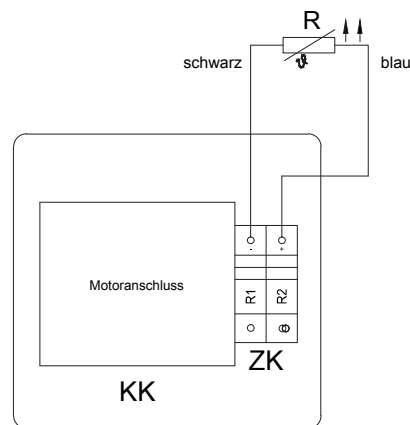 R
ϑ
schwarz
blau
- +
Motoranschluss
R1 R2
ZK
KK